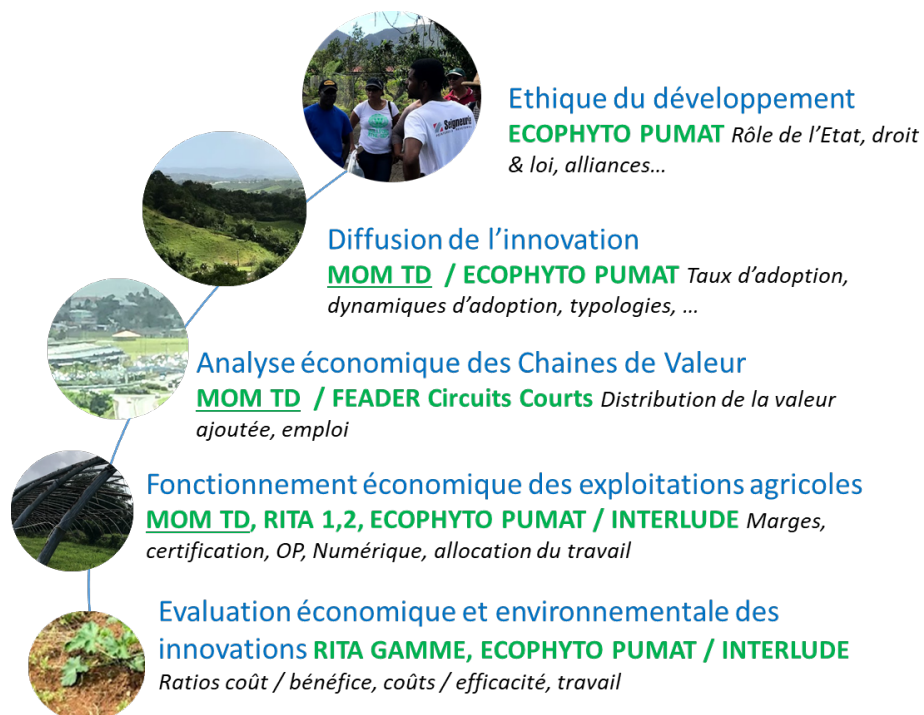 Seigneurie
Ethique du développement
ECOPHYTO PUMAT Rôle de l’Etat, droit
& loi, alliances…
Diffusion de l’innovation
MOM TD / ECOPHYTO PUMAT Taux d’adoption,
dynamiques d’adoption, typologies, …
Analyse économique des Chaines de Valeur
MOM TD / FEADER Circuits Courts Distribution de la valeur
ajoutée, emploi
Fonctionnement économique des exploitations agricoles
MOM TD, RITA 1,2, ECOPHYTO PUMAT / INTERLUDE Marges,
certification, OP, Numérique, allocation du travail
Evaluation économique et environnementale des
innovations RITA GAMME, ECOPHYTO PUMAT / INTERLUDE
Ratios coût / bénéfice, coûts / efficacité, travail